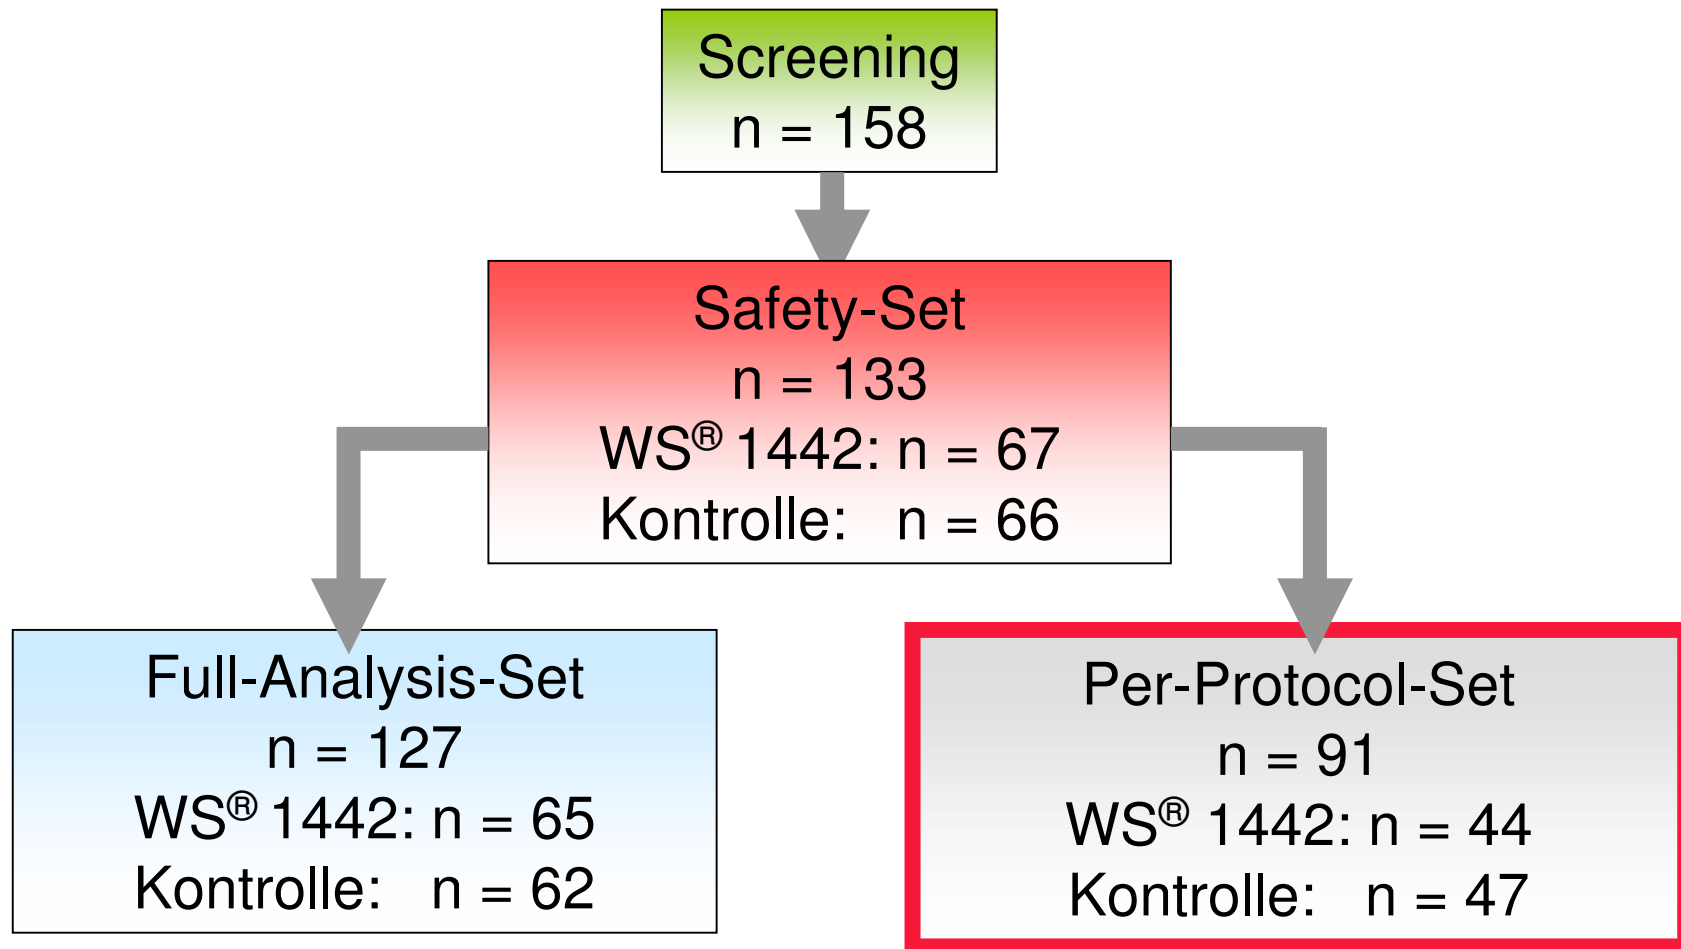 Screening
n = 158
Safety-Set
n = 133
WS® 1442: n = 67
Kontrolle: n = 66
Full-Analysis-Set
n = 127
WS® 1442: n = 65
Kontrolle: n = 62
Per-Protocol-Set
n = 91
WS® 1442: n = 44
Kontrolle: n = 47